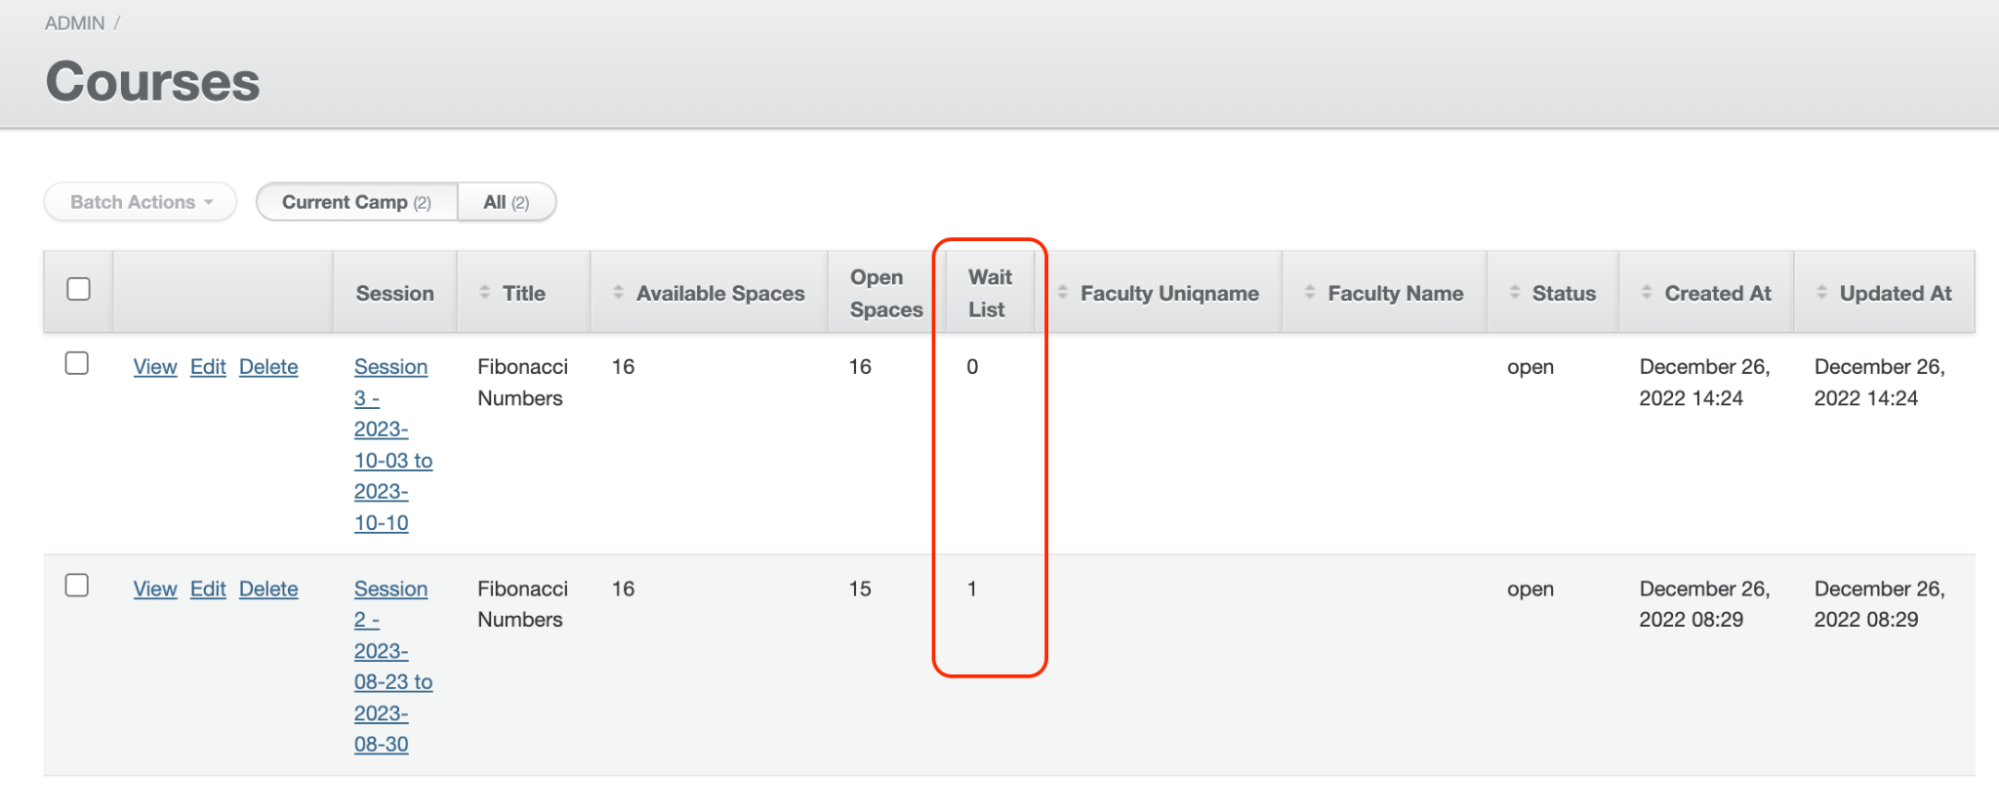 ADMIN /
Courses
Batch Actions
Current Camp (2)
All (2)
Session
Title
Available Spaces
Open
Spaces
Wait
List
Faculty Uniqname
Faculty Name
Status
Created At
Updated At
View Edit Delete
Session
3 -
2023-
10-03 to
2023-
10-10
Fibonacci
Numbers
16
16
0
open
December 26,
2022 14:24
December 26,
2022 14:24
View Edit Delete
Session
2 -
2023-
08-23 to
2023-
08-30
Fibonacci
Numbers
16
15
1
open
December 26,
2022 08:29
December 26,
2022 08:29